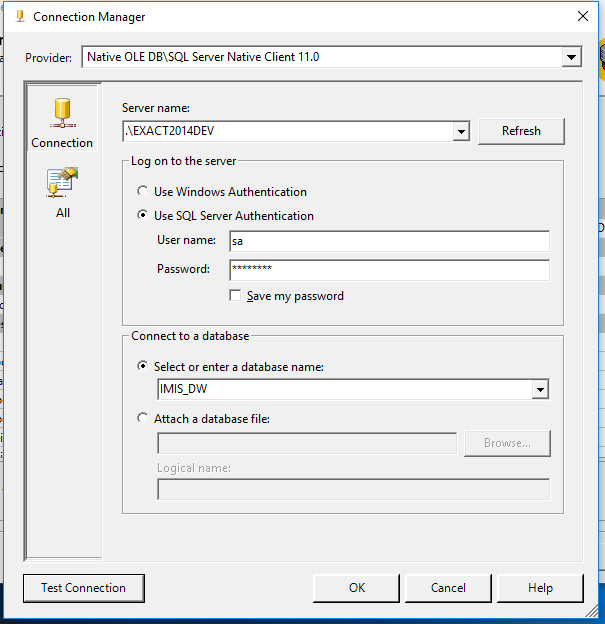 Connection Manager
Provider: Native OLE DB\SQL Server Native Client 11.0
Connection
All
Server name:
.\EXACT2014DEV
Refresh
Log on to the server
Use Windows Authentication
Use SQL Server Authentication
User name: sa
Password: ********
Save my password
Connect to a database
Select or enter a database name:
IMIS_DW
Attach a database file:
Browse...
Logical name:
Test Connection OK Cancel Help